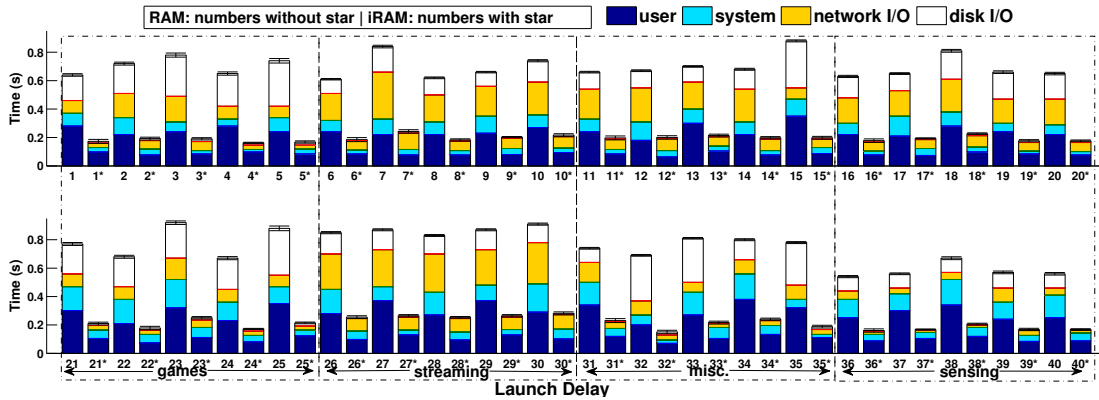 RAM: numbers without star | iRAM: numbers with star
user system network I/O disk I/O
Time (s)
0.8
0.6
0.4
0.2
0
1 1* 2 2* 3 3* 4 4* 5 5* 6 6* 7 7* 8 8* 9 9* 10 10* 11 11* 12 12* 13 13* 14 14* 15 15* 16 16* 17 17* 18 18* 19 19* 20 20*
Time (s)
0.8
0.6
0.4
0.2
0
21 21* 22 22* 23 23* 24 24* 25 25* 26 26* 27 27* 28 28* 29 29* 30 30* 31 31* 32 32* 33 33* 34 34* 35 35* 36 36* 37 37* 38 38* 39 39* 40 40*
games streaming misc. sensing
Launch Delay